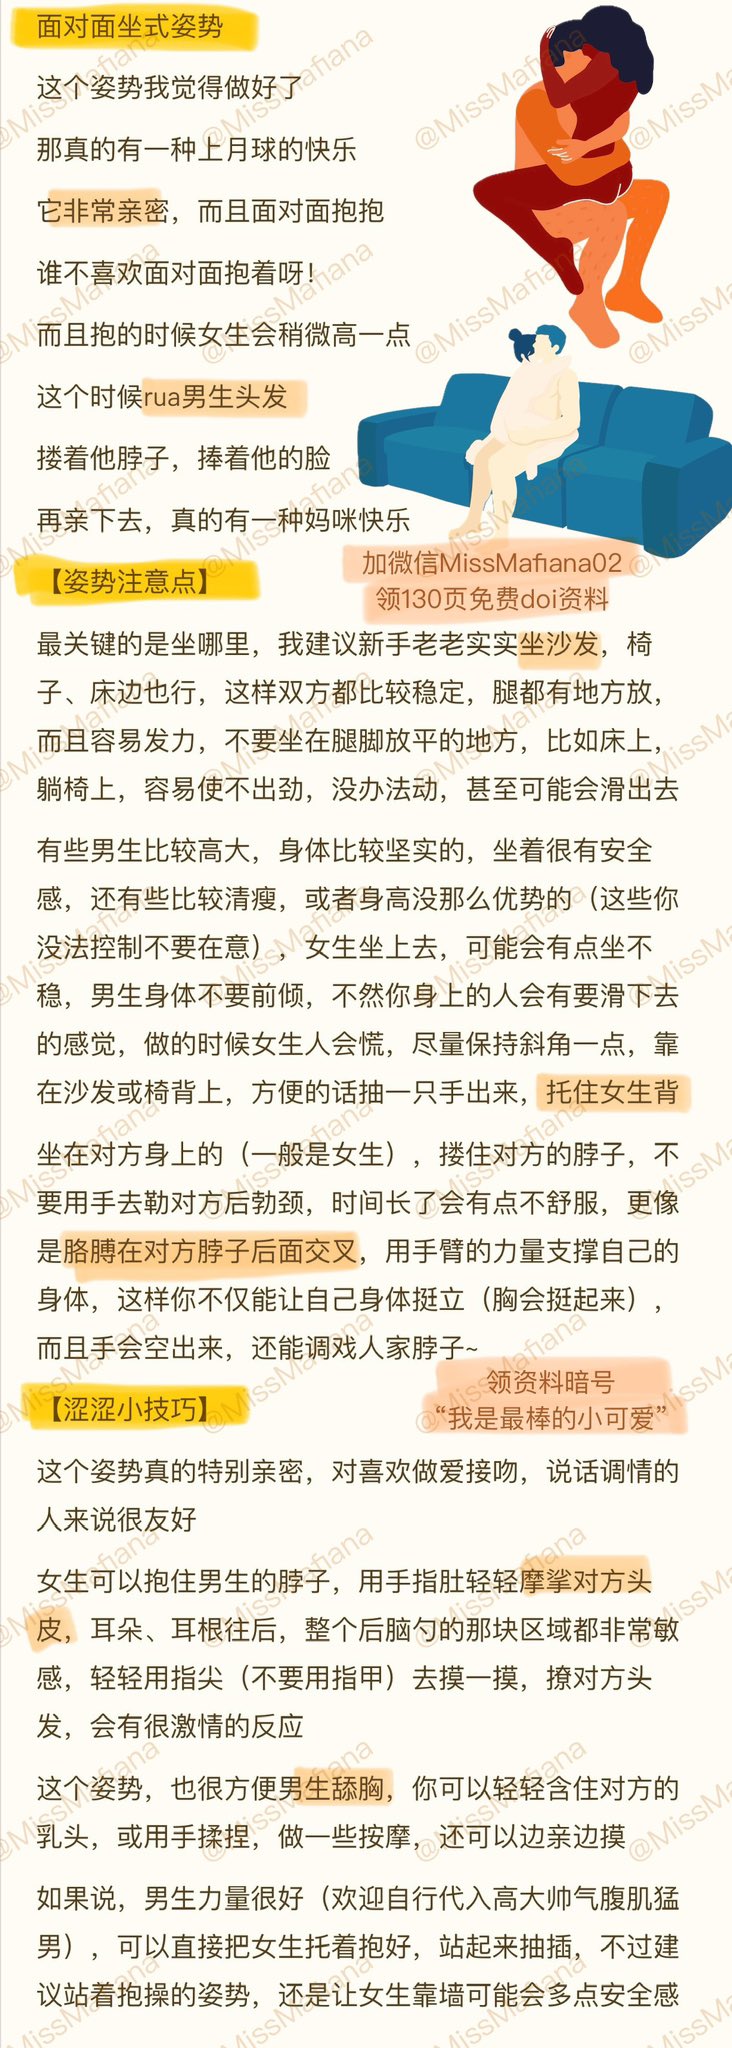 面对面坐式姿势
这个姿势我觉得做好了
那真的有一种上月球的快乐
它非常亲密，而且面对面抱抱
谁不喜欢面对面抱着呀！
而且抱的时候女生会稍微高一点
这个时候rua男生头发
搂着他脖子，捧着他的脸
再亲下去，真的有一种妈咪快乐
加微信MissMafiana02
领130页免费doi资料
【姿势注意点】
最关键的是坐哪里，我建议新手老老实实坐沙发，椅
子、床边也行，这样双方都比较稳定，腿都有地方放，
而且容易发力，不要坐在腿脚放平的地方，比如床上，
躺椅上，容易使不出劲，没办法动，甚至可能会滑出去
有些男生比较高大，身体比较坚实的，坐着很有安全
感，还有些比较清瘦，或者身高没那么优势的（这些你
没法控制不要在意），女生坐上去，可能会有点坐不
稳，男生身体不要前倾，不然你身上的人会有要滑下去
的感觉，做的时候女生人会慌，尽量保持斜角一点，靠
在沙发或椅背上，方便的话抽一只手出来，托住女生背
坐在对方身上的（一般是女生），搂住对方的脖子，不
要用手去勒对方后勃颈，时间长了会有点不舒服，更像
是胳膊在对方脖子后面交叉，用手臂的力量支撑自己的
身体，这样你不仅能让自己身体挺立（胸会挺起来），
而且手会空出来，还能调戏人家脖子~
领资料暗号
“我是最棒的小可爱”
【涩涩小技巧】
这个姿势真的特别亲密，对喜欢做爱接吻，说话调情的
人来说很友好
女生可以抱住男生的脖子，用手指肚轻轻摩挲对方头
皮，耳朵、耳根往后，整个后脑勺的那块区域都非常敏
感，轻轻用指尖（不要用指甲）去摸一摸，撩对方头
发，会有很激情的反应
这个姿势，也很方便男生舔胸，你可以轻轻含住对方的
乳头，或用手揉捏，做一些按摩，还可以边亲边摸
如果说，男生力量很好（欢迎自行代入高大帅气腹肌猛
男），可以直接把女生托着抱好，站起来抽插，不过建
议站着抱操的姿势，还是让女生靠墙可能会多点安全感
@MissMafiana